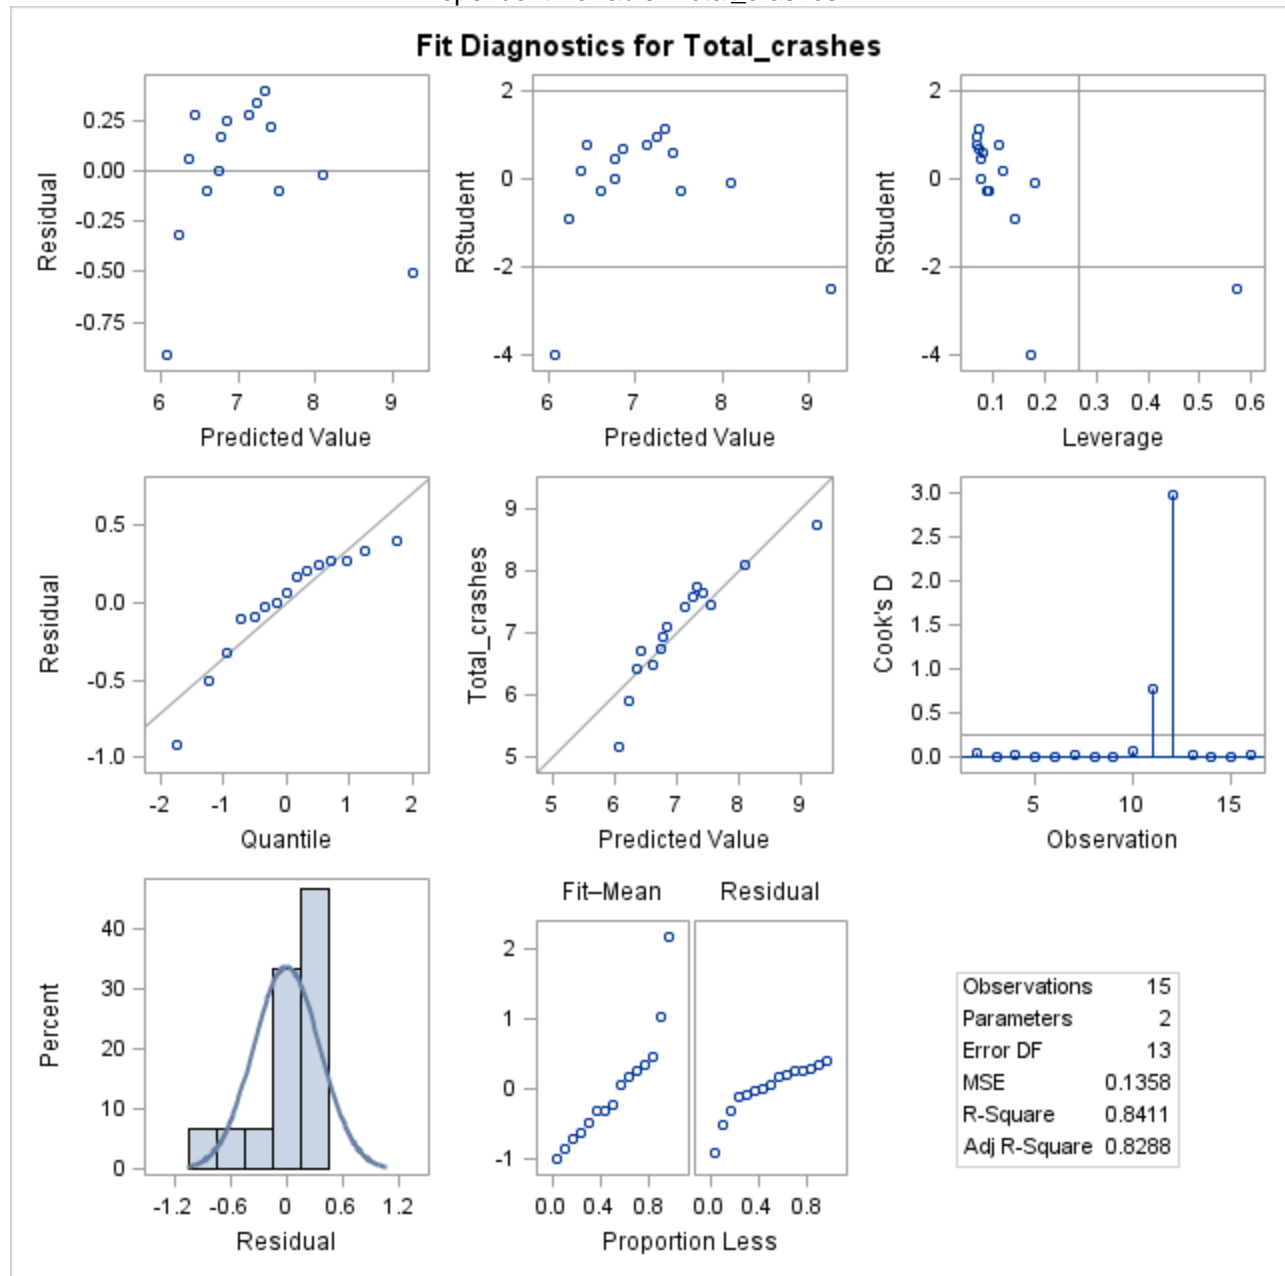 Fit Diagnostics for Total_crashes
Residual
0.25
0.00
-0.25
-0.50
-0.75
6 7 8 9
Predicted Value
RStudent
2
0
-2
-4
6 7 8 9
Predicted Value
RStudent
2
0
-2
-4
0.1 0.2 0.3 0.4 0.5 0.6
Leverage
Residual
0.5
0.0
-0.5
-1.0
-2 -1 0 1 2
Quantile
Total_crashes
9
8
7
6
5
5 6 7 8 9
Predicted Value
Cook's D
3.0
2.5
2.0
1.5
1.0
0.5
0.0
5 10 15
Observation
Percent
40
30
20
10
0
-1.2 -0.6 0 0.6 1.2
Residual
Fit–Mean Residual
2
1
0
-1
0.0 0.4 0.8 0.0 0.4 0.8
Proportion Less
Observations 15
Parameters 2
Error DF 13
MSE 0.1358
R-Square 0.8411
Adj R-Square 0.8288